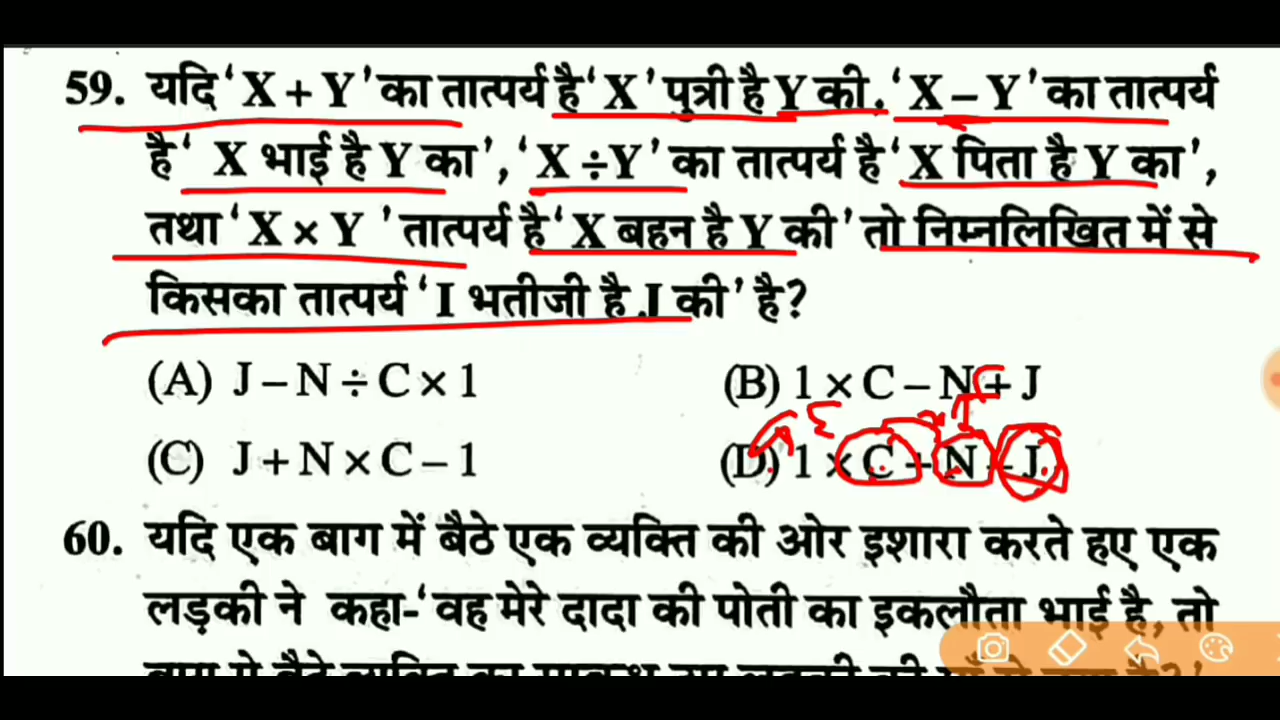 59. यदि ‘X + Y’ का तात्पर्य है ‘X’ पुत्री है Y की. ‘X – Y’ का तात्पर्य
है ‘ X भाई है Y का’, ‘X ÷ Y’ का तात्पर्य है ‘X पिता है Y का’,
तथा ‘X × Y ’ तात्पर्य है ‘X बहन है Y की’ तो निम्नलिखित में से
किसका तात्पर्य ‘I भतीजी है J की’ है?
(A) J – N ÷ C × 1
(B) 1 × C – N + J
(C) J + N × C – 1
(D) 1 × C + N – J
60. यदि एक बाग में बैठे एक व्यक्ति की ओर इशारा करते हुए एक
लड़की ने कहा-‘वह मेरे दादा की पोती का इकलौता भाई है, तो